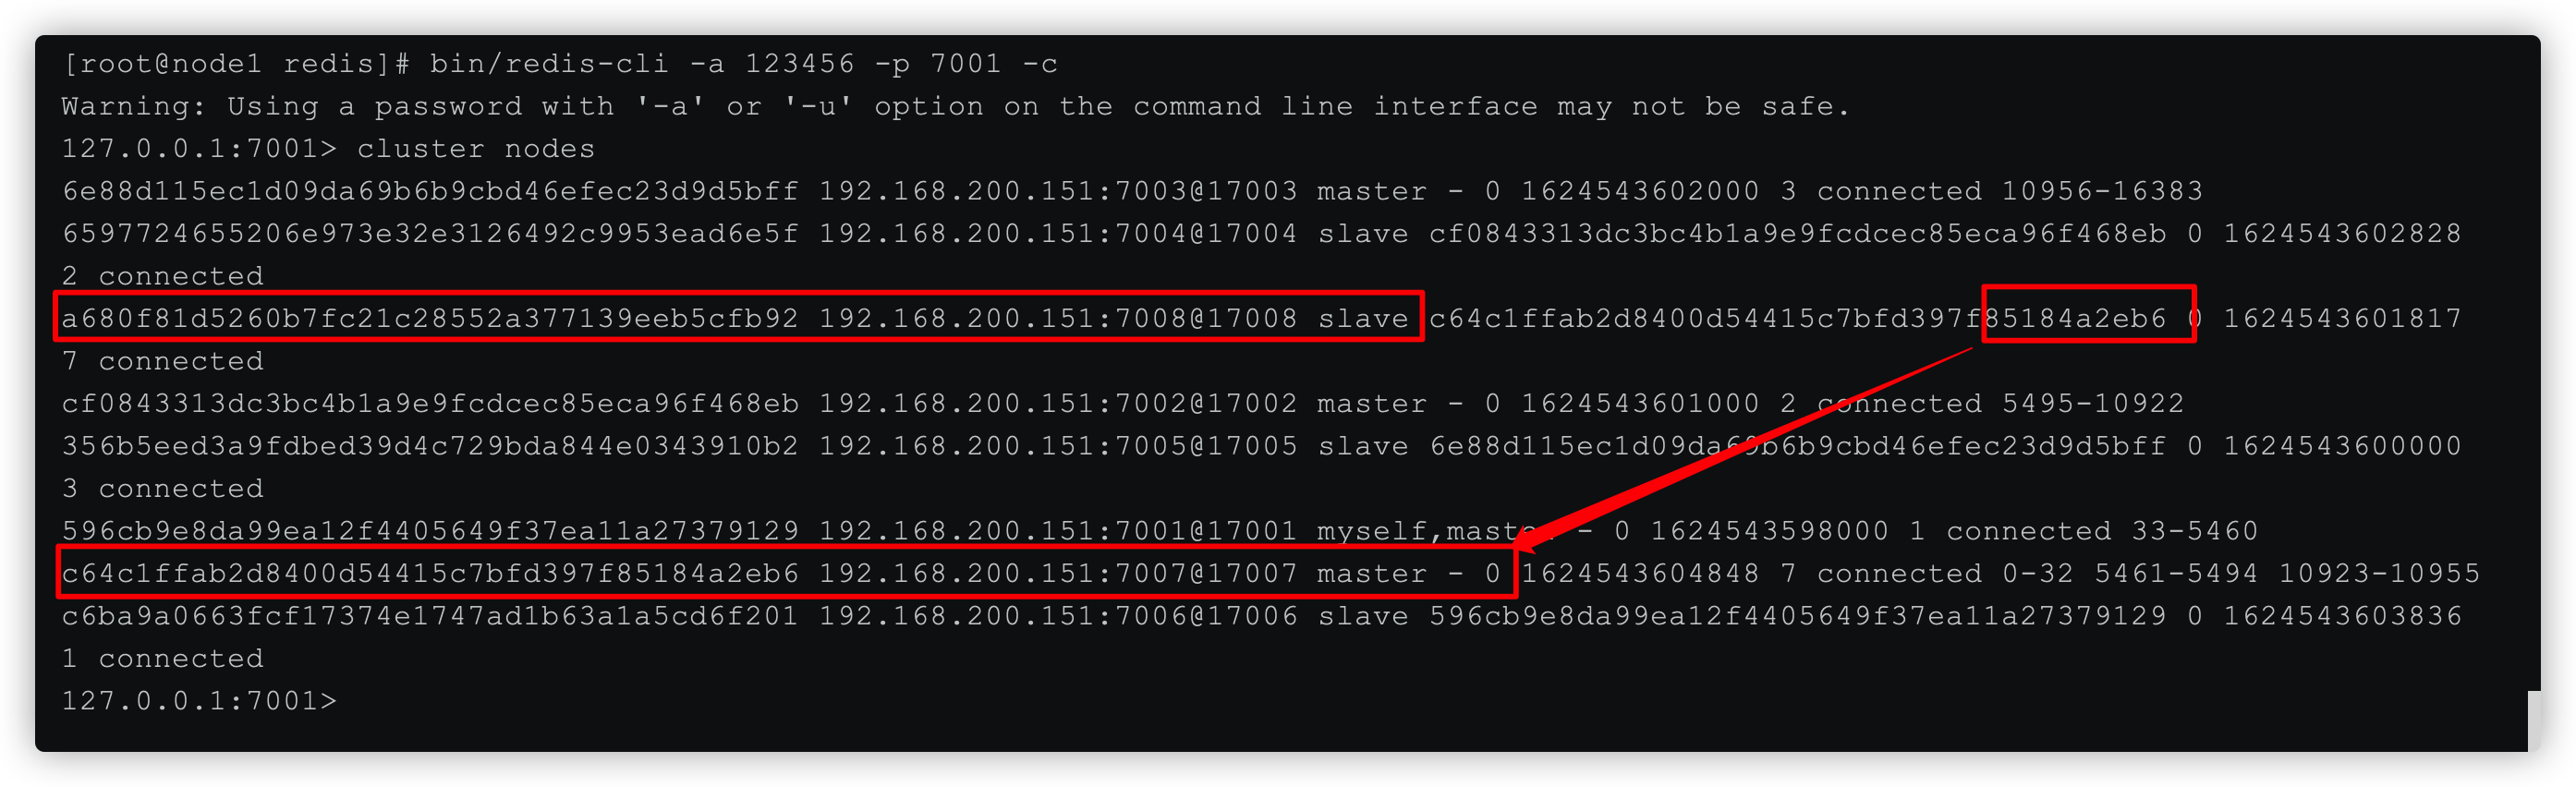 [root@node1 redis]# bin/redis-cli -a 123456 -p 7001 -c
Warning: Using a password with '-a' or '-u' option on the command line interface may not be safe.
127.0.0.1:7001> cluster nodes
6e88d115ec1d09da69b6b9cbd46efec23d9d5bff 192.168.200.151:7003@17003 master - 0 1624543602000 3 connected 10956-16383
6597724655206e973e32e3126492c9953ead6e5f 192.168.200.151:7004@17004 slave cf0843313dc3bc4b1a9e9fcdcec85eca96f468eb 0 1624543602828
2 connected
a680f81d5260b7fc21c28552a377139eeb5cfb92 192.168.200.151:7008@17008 slave c64c1ffab2d8400d54415c7bfd397f85184a2eb6 0 1624543601817
7 connected
cf0843313dc3bc4b1a9e9fcdcec85eca96f468eb 192.168.200.151:7002@17002 master - 0 1624543601000 2 connected 5495-10922
356b5eed3a9fdbed39d4c729bda844e0343910b2 192.168.200.151:7005@17005 slave 6e88d115ec1d09da69b6b9cbd46efec23d9d5bff 0 1624543600000
3 connected
596cb9e8da99ea12f4405649f37ea11a27379129 192.168.200.151:7001@17001 myself,master - 0 1624543598000 1 connected 33-5460
c64c1ffab2d8400d54415c7bfd397f85184a2eb6 192.168.200.151:7007@17007 master - 0 1624543604848 7 connected 0-32 5461-5494 10923-10955
c6ba9a0663fcf17374e1747ad1b63a1a5cd6f201 192.168.200.151:7006@17006 slave 596cb9e8da99ea12f4405649f37ea11a27379129 0 1624543603836
1 connected
127.0.0.1:7001>